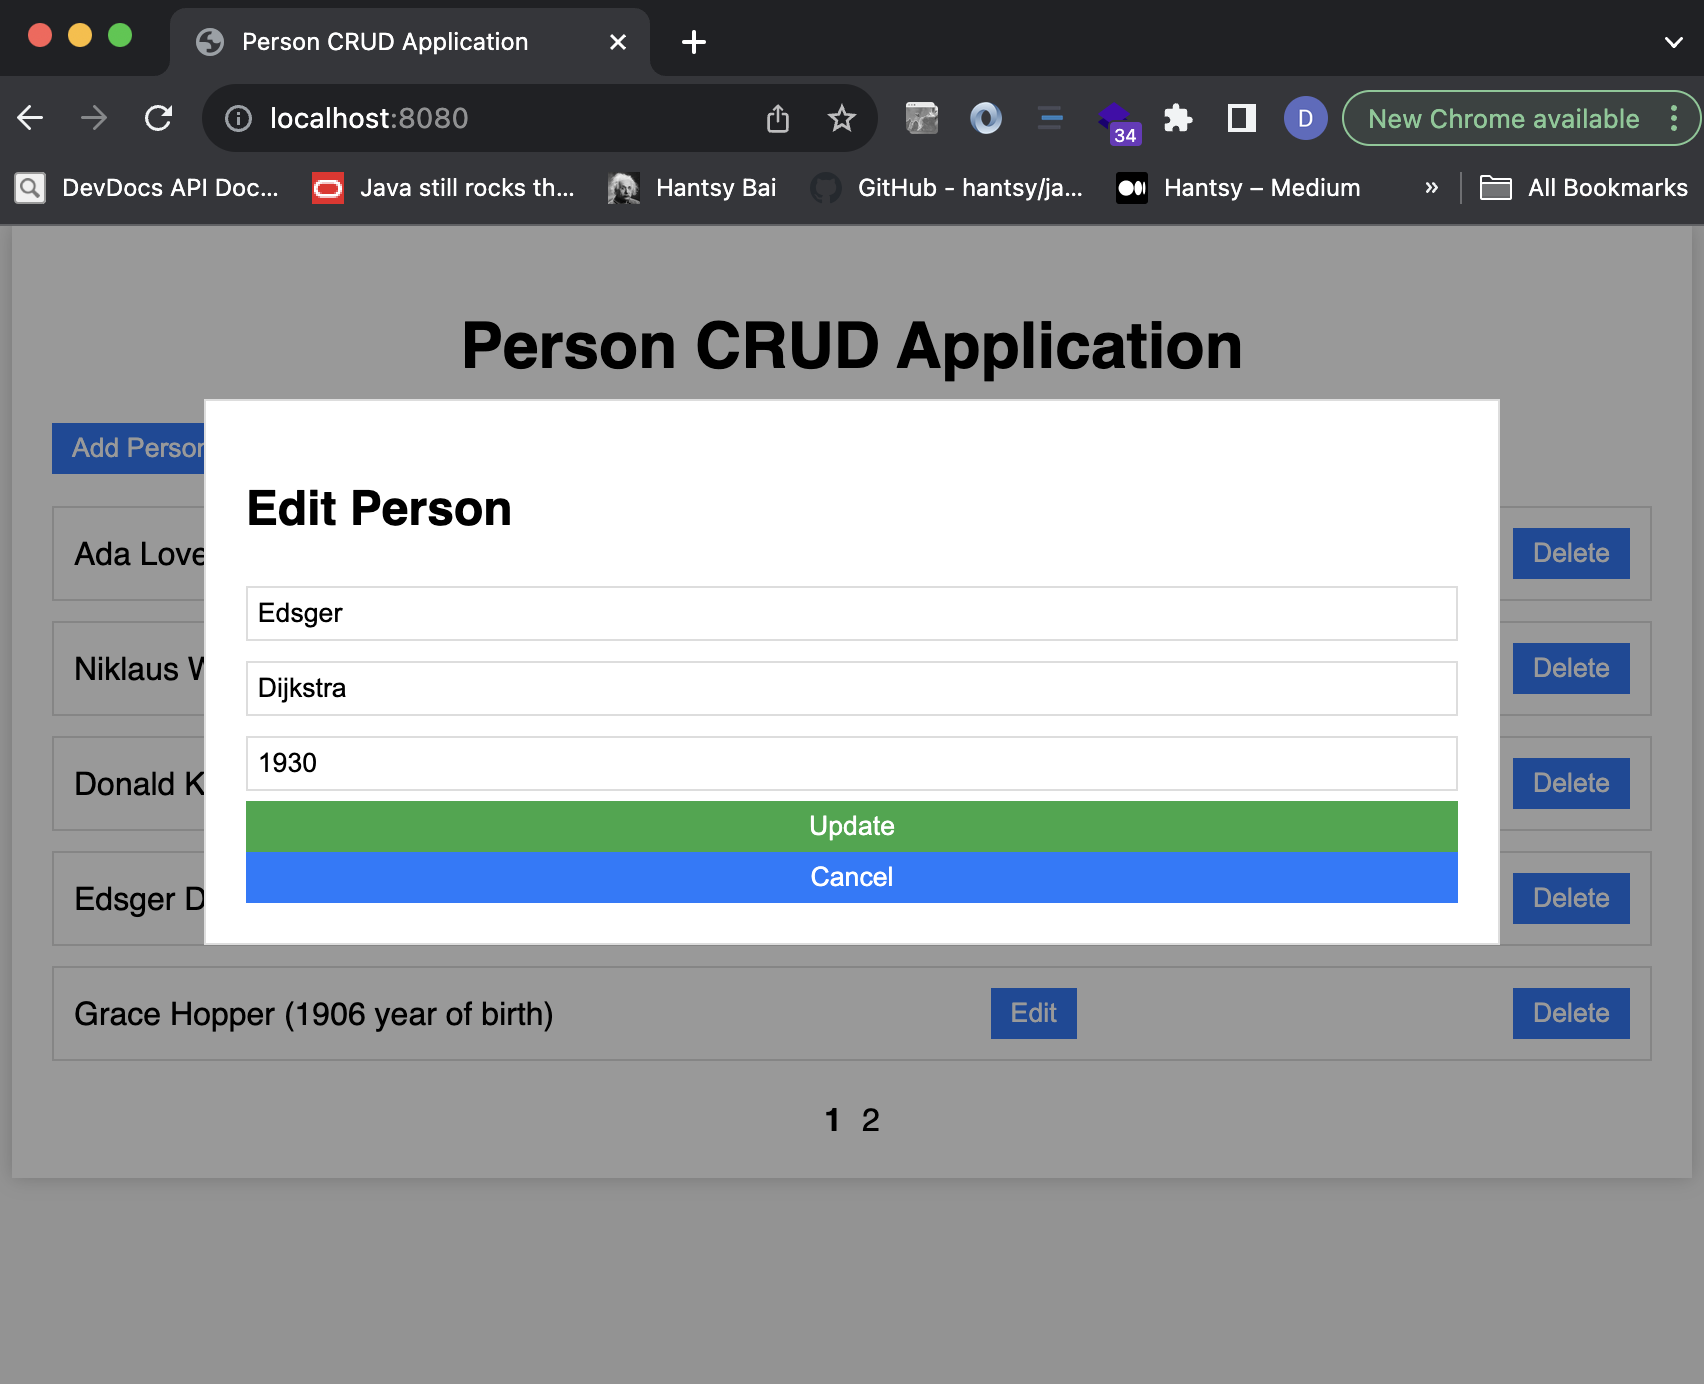 Person CRUD Application
localhost:8080
34
D
New Chrome available
DevDocs API Doc...
Java still rocks th...
Hantsy Bai
GitHub - hantsy/ja...
Hantsy – Medium
»
All Bookmarks
Person CRUD Application
Add Person
Edit Person
Ada Love
Delete
Edsger
Niklaus W
Delete
Dijkstra
Donald K
Delete
1930
Update
Cancel
Edsger D
Delete
Grace Hopper (1906 year of birth)
Edit
Delete
1 2